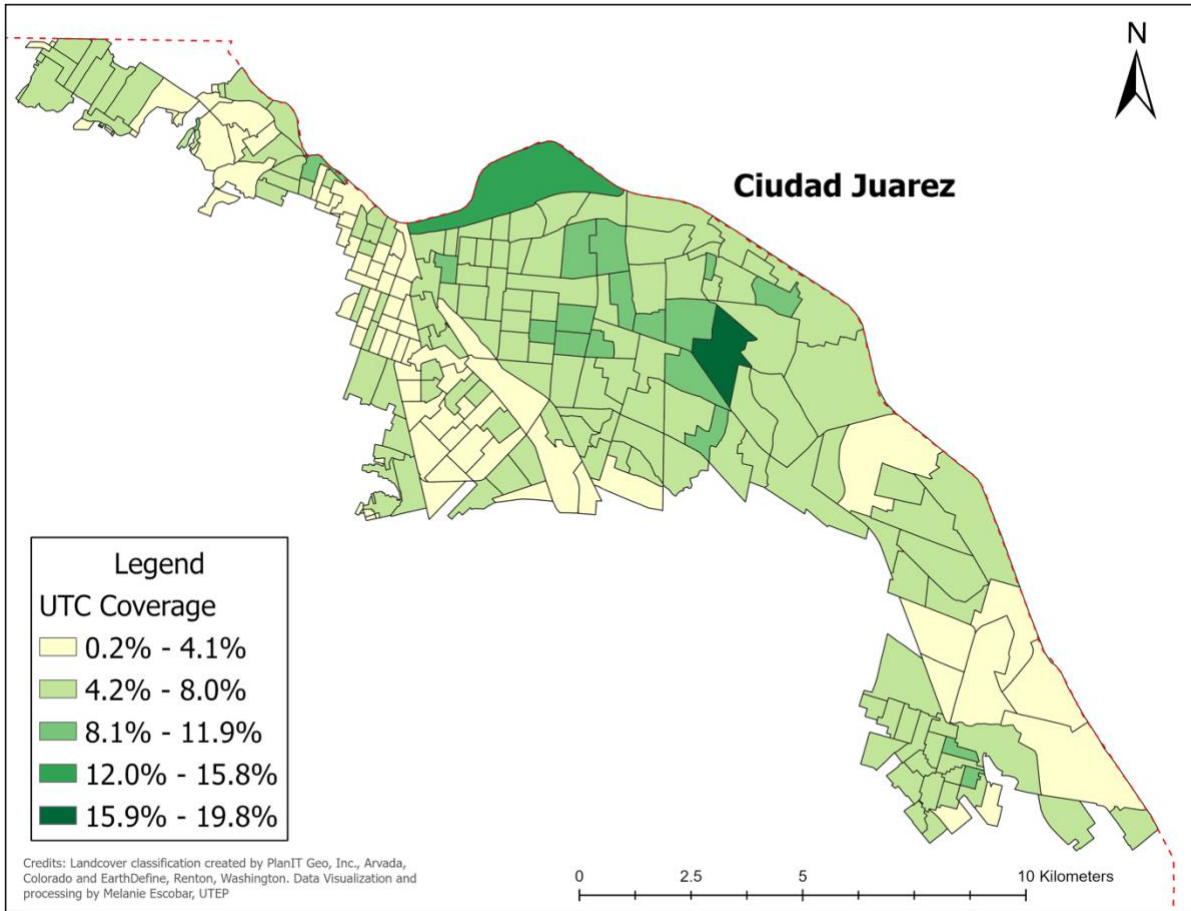 N
Ciudad Juarez
Legend
UTC Coverage
0.2% - 4.1%
4.2% - 8.0%
8.1% - 11.9%
12.0% - 15.8%
15.9% - 19.8%
Credits: Landcover classification created by PlanIT Geo, Inc., Arvada,
Colorado and EarthDefine, Renton, Washington. Data Visualization and
processing by Melanie Escobar, UTEP
0 2.5 5 10 Kilometers